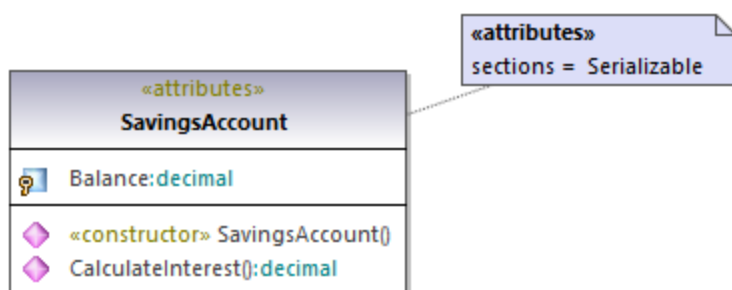 «attributes»
sections = Serializable
«attributes»
SavingsAccount
Balance:decimal
«constructor» SavingsAccount()
CalculateInterest():decimal